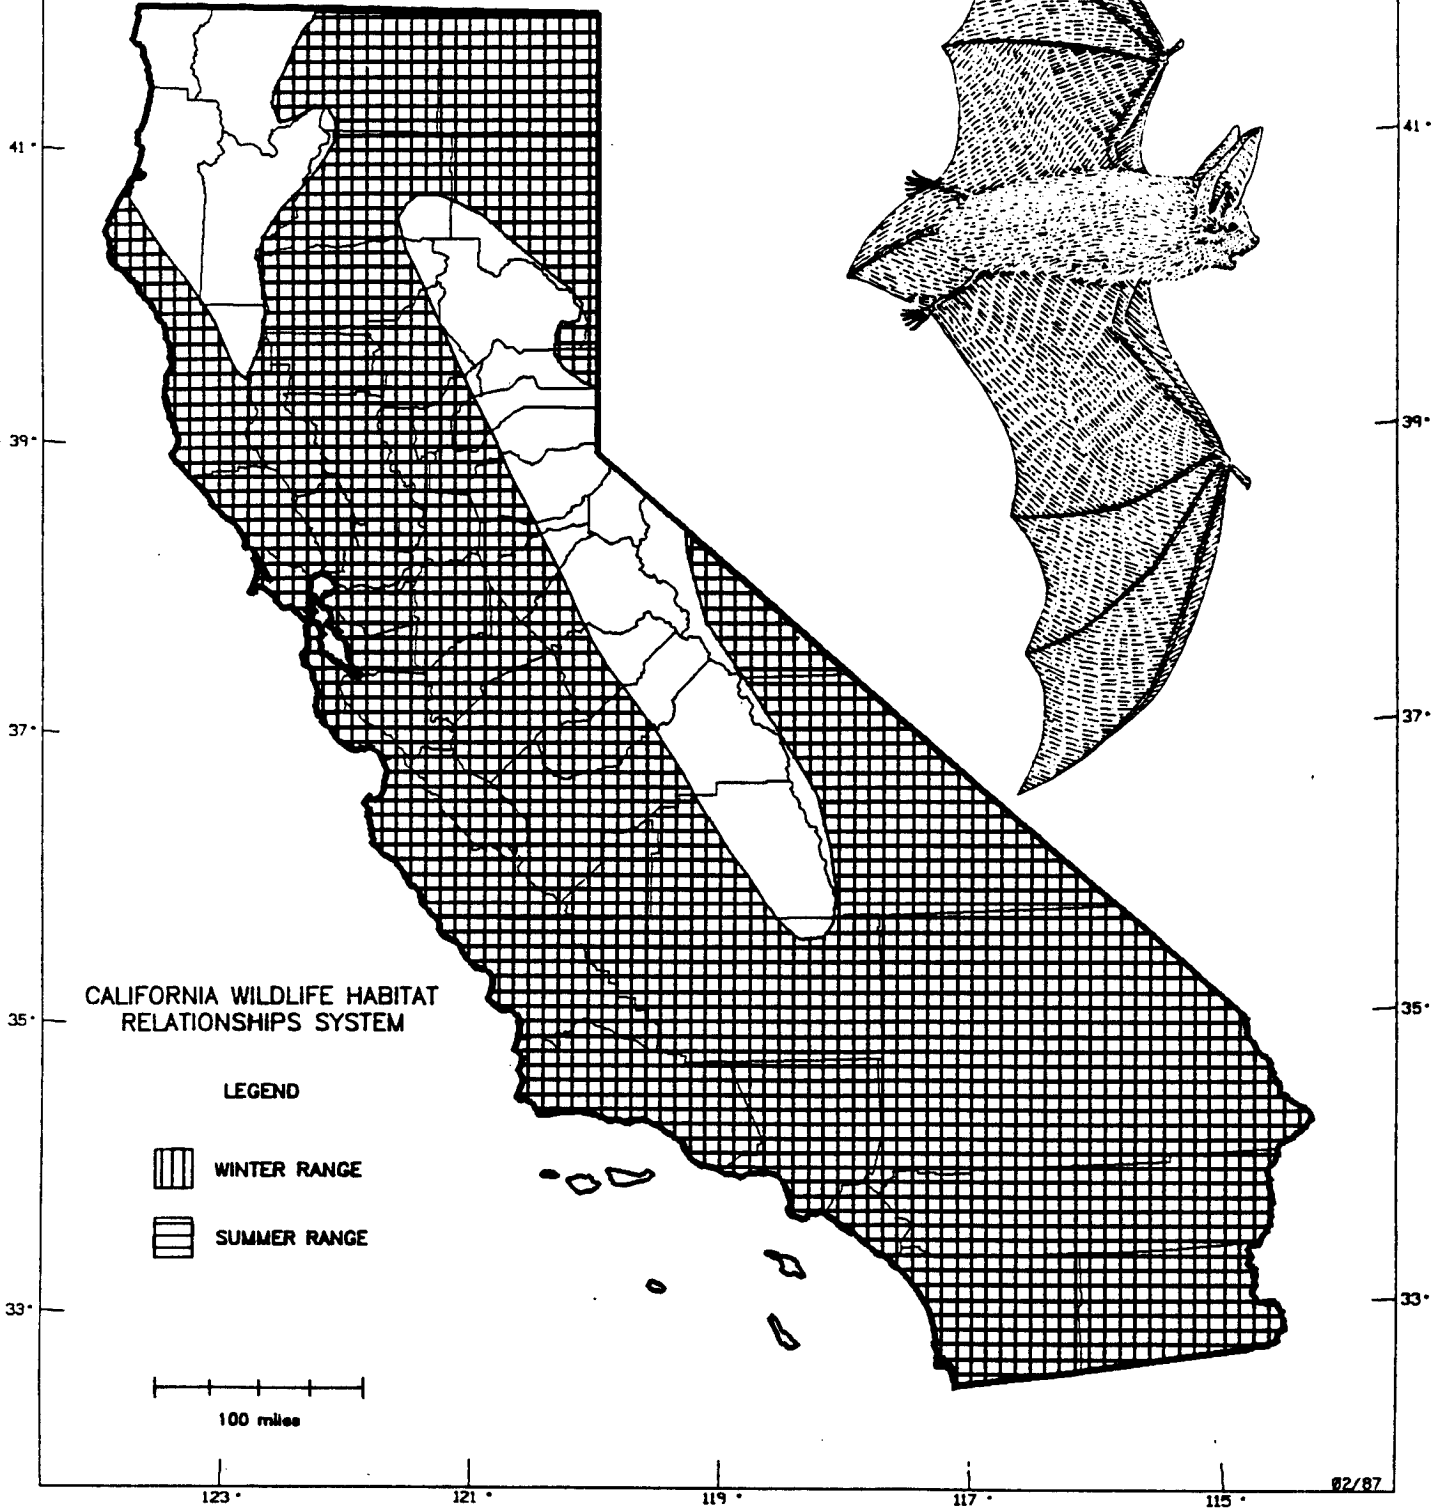 41°
41°
39°
39°
37°
37°
CALIFORNIA WILDLIFE HABITAT
RELATIONSHIPS SYSTEM
35°
35°
LEGEND
WINTER RANGE
SUMMER RANGE
33°
33°
100 miles
02/87
123°
121°
119°
117°
115°